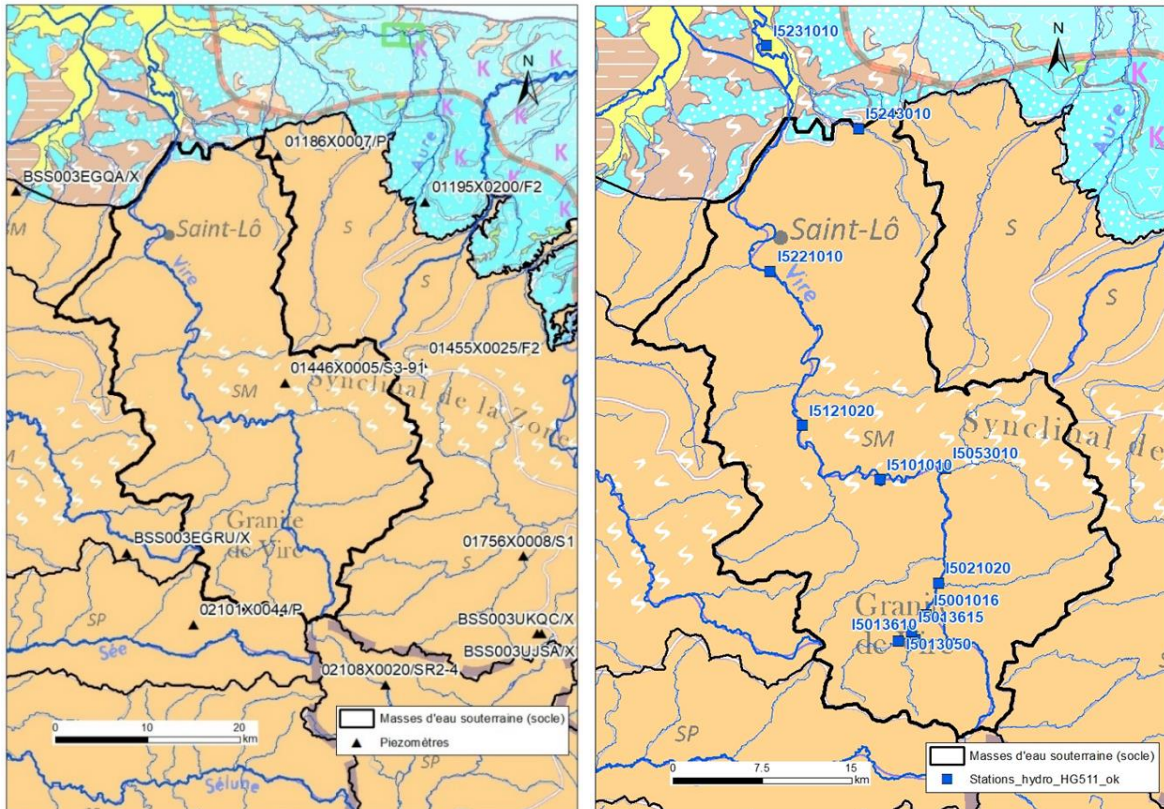 K
N
K
K
K
K
01186X0007/P
Aure
BSS003EGQA/X
01195X0200/F2
Saint-Lô
S
Vire
S
01455X0025/F2
01446X0005/S3-91
SM
Synclinal de la Zone
Granite
de Vire
BSS003EGRU/X
01756X0008/S1
S
02101X0044/P
SP
BSS003UKQC/X
Sée
BSS003UJSA/X
02108X0020/SR2-4
0 10 20
km
Masses d'eau souterraine (socle)
Piezomètres
Sélune
I5231010
N
K
K
K
I5243010
Aure
Saint-Lô
S
I5221010
Vire
S
I5121020
SM
Synclinal de
I5101010
I5053010
I5021020
I5001016
Granite
I5013615
I5013610
de Vire
I5013050
SP
0 7.5 15
km
Masses d'eau souterraine (socle)
Stations_hydro_HG511_ok